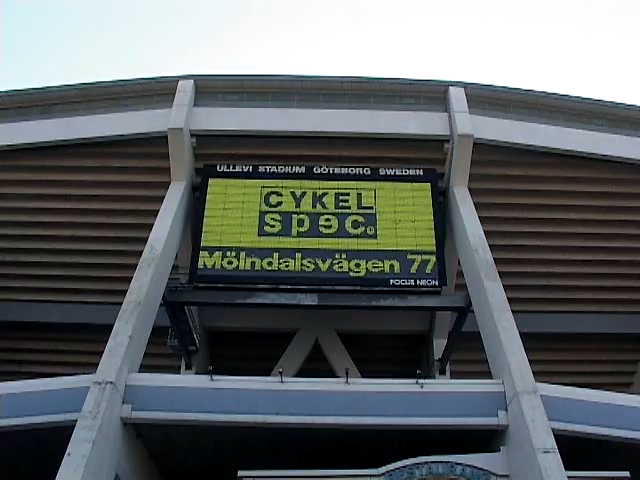 ULLEVI STADIUM GÖTEBORG SWEDEN
CYKEL
spec
Mölndalsvägen 77
FOCUS NEON